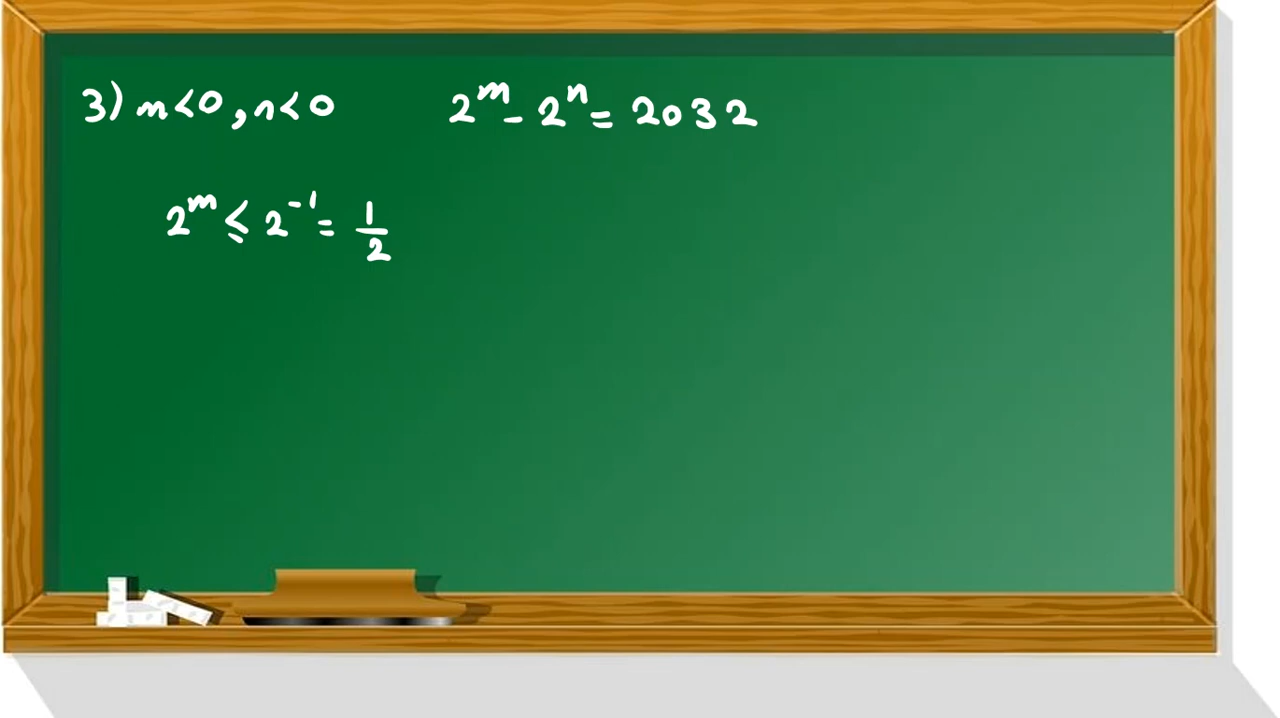 3) m<0, n<0 2^m - 2^n = 2032
2^m ≤ 2^-1 = 1/2